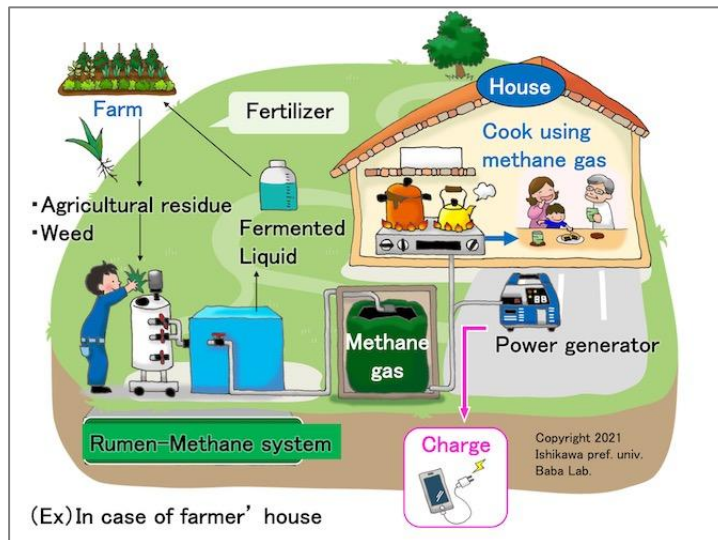 Farm
Fertilizer
House
Cook using
methane gas
・Agricultural residue
・Weed
Fermented
Liquid
Methane
gas
BB
Power generator
Rumen-Methane system
Charge
Copyright 2021
Ishikawa pref. univ.
Baba Lab.
(Ex)In case of farmer’ house